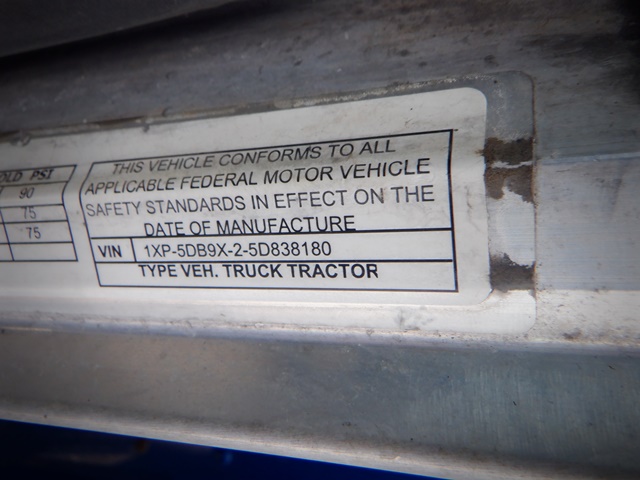 COLD PSI
90
75
75
THIS VEHICLE CONFORMS TO ALL
APPLICABLE FEDERAL MOTOR VEHICLE
SAFETY STANDARDS IN EFFECT ON THE
DATE OF MANUFACTURE
VIN 1XP-5DB9X-2-5D838180
TYPE VEH. TRUCK TRACTOR